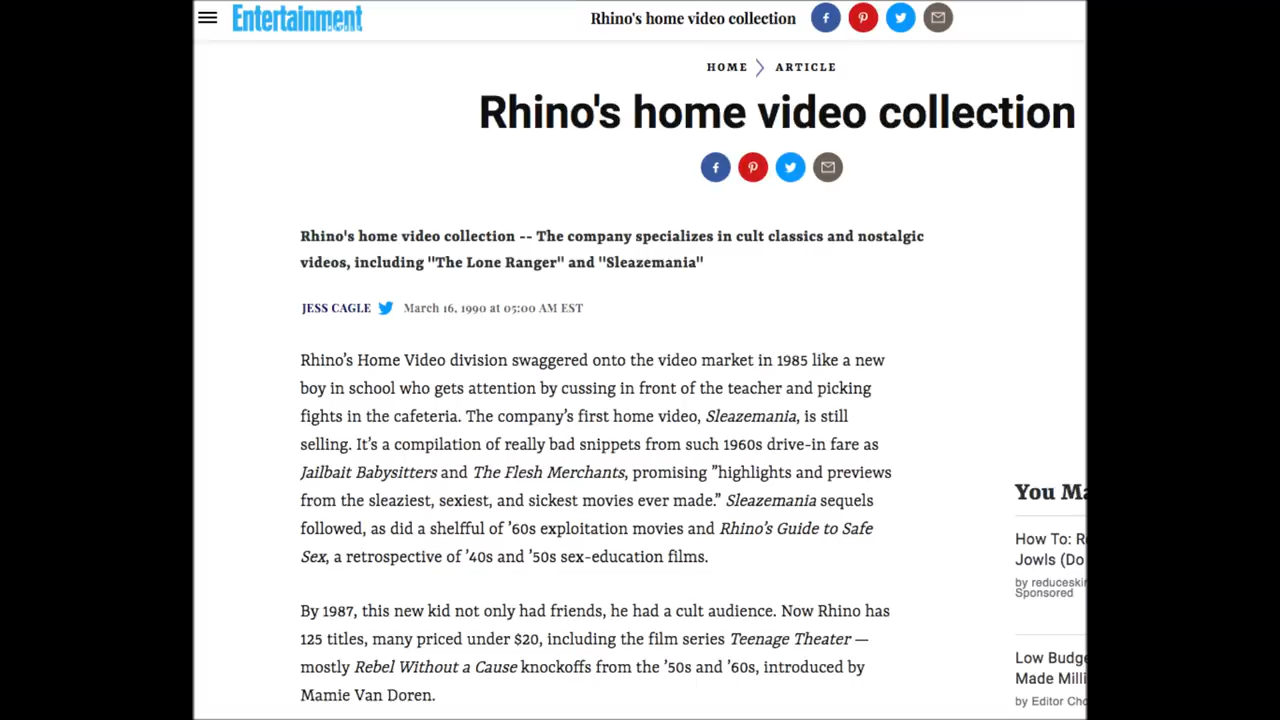 Entertainment
Rhino's home video collection
HOME ARTICLE
Rhino's home video collection
Rhino's home video collection -- The company specializes in cult classics and nostalgic
videos, including "The Lone Ranger" and "Sleazemania"
JESS CAGLE March 16, 1990 at 05:00 AM EST
Rhino’s Home Video division swaggered onto the video market in 1985 like a new
boy in school who gets attention by cussing in front of the teacher and picking
fights in the cafeteria. The company’s first home video, Sleazemania, is still
selling. It’s a compilation of really bad snippets from such 1960s drive-in fare as
Jailbait Babysitters and The Flesh Merchants, promising ”highlights and previews
from the sleaziest, sexiest, and sickest movies ever made.” Sleazemania sequels
followed, as did a shelfful of ’60s exploitation movies and Rhino’s Guide to Safe
Sex, a retrospective of ’40s and ’50s sex-education films.
By 1987, this new kid not only had friends, he had a cult audience. Now Rhino has
125 titles, many priced under $20, including the film series Teenage Theater —
mostly Rebel Without a Cause knockoffs from the ’50s and ’60s, introduced by
Mamie Van Doren.
You Ma
How To: R
Jowls (Do
by reduceskin
Sponsored
Low Budge
Made Milli
by Editor Cho